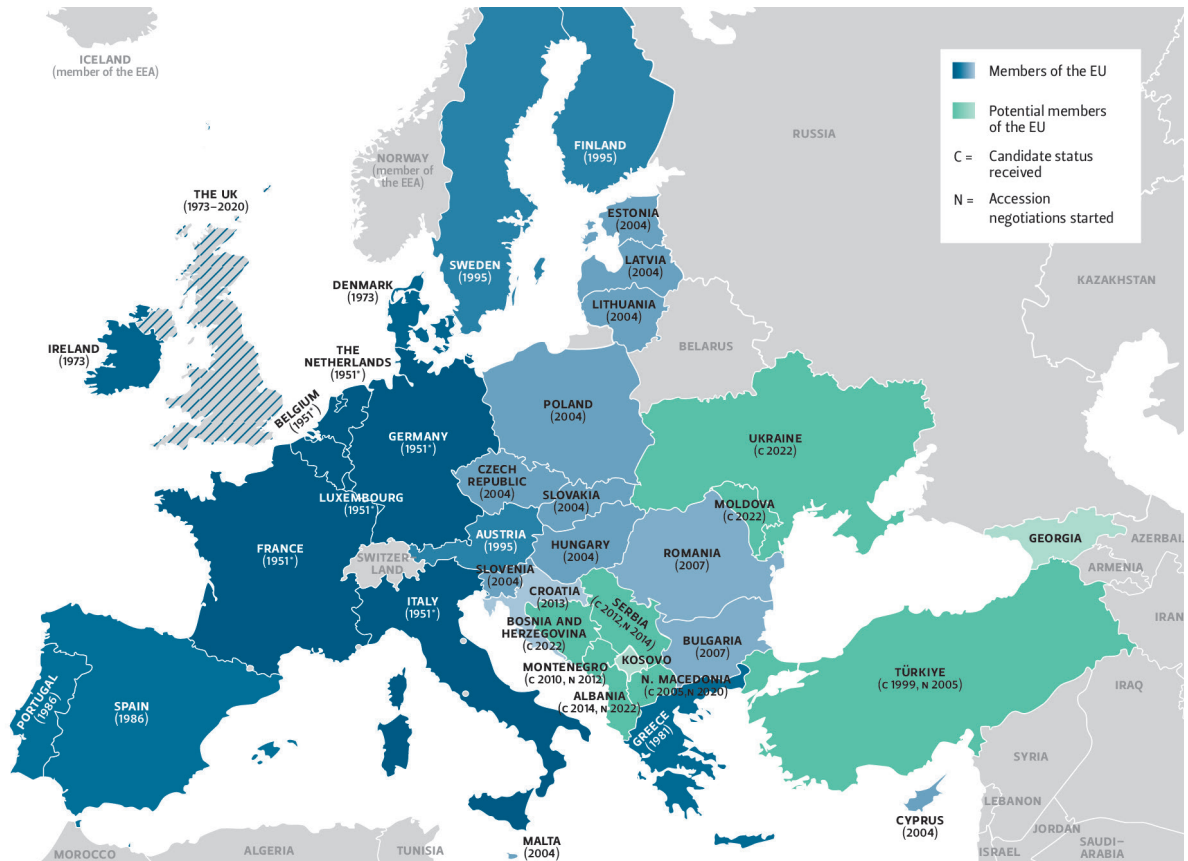 ICELAND
(member of the EEA)
Members of the EU
Potential members
of the EU
C =
Candidate status
received
N =
Accession
negotiations started
RUSSIA
FINLAND
(1995)
NORWAY
(member of
the EEA)
THE UK
(1973–2020)
ESTONIA
(2004)
SWEDEN
(1995)
LATVIA
(2004)
DENMARK
(1973)
LITHUANIA
(2004)
KAZAKHSTAN
IRELAND
(1973)
THE
NETHERLANDS
(1951*)
BELARUS
BELGIUM
(1951*)
POLAND
(2004)
GERMANY
(1951*)
UKRAINE
(C 2022)
CZECH
REPUBLIC
(2004)
LUXEMBOURG
(1951*)
SLOVAKIA
(2004)
MOLDOVA
(C 2022)
AUSTRIA
(1995)
HUNGARY
(2004)
FRANCE
(1951*)
SWITZER-
LAND
ROMANIA
(2007)
GEORGIA
AZERBAIJ
ARMENIA
SLOVENIA
(2004)
CROATIA
(2013)
ITALY
(1951*)
SERBIA
(C 2012, N 2014)
BOSNIA AND
HERZEGOVINA
(C 2022)
IRAN
BULGARIA
(2007)
KOSOVO
MONTENEGRO
(C 2010, N 2012)
N. MACEDONIA
(C 2005, N 2020)
TÜRKIYE
(C 1999, N 2005)
ALBANIA
(C 2014, N 2022)
IRAQ
PORTUGAL
(1986)
SPAIN
(1986)
GREECE
(1981)
SYRIA
LEBANON
CYPRUS
(2004)
JORDAN
MALTA
(2004)
MOROCCO
ALGERIA
TUNISIA
ISRAEL
SAUDI–
ARABIA